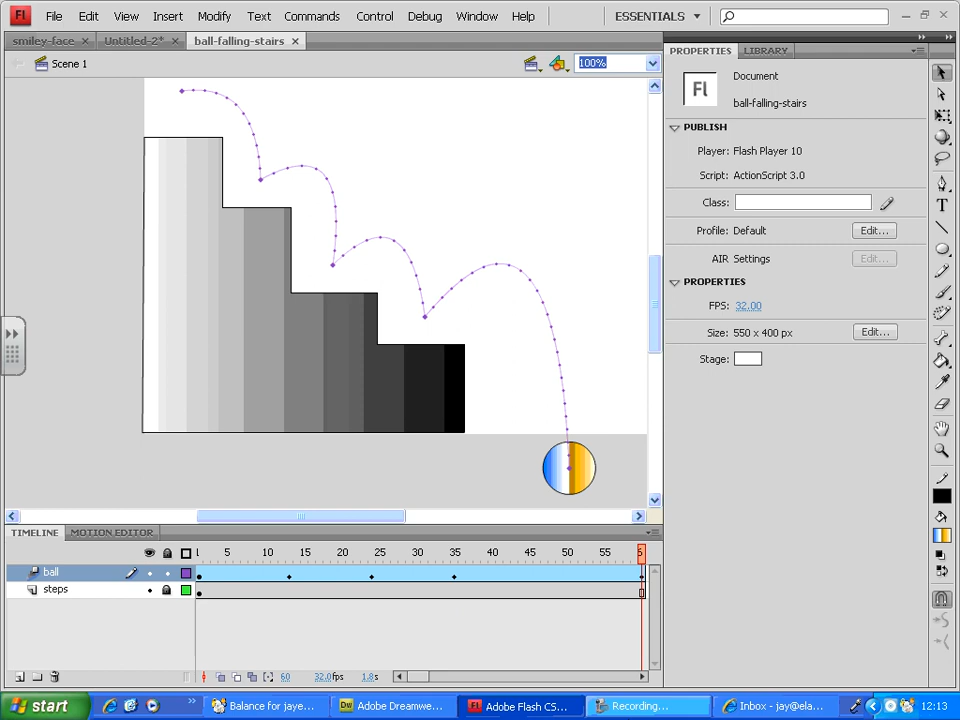 Fl File Edit View Insert Modify Text Commands Control Debug Window Help ESSENTIALS
smiley-face Untitled-2* ball-falling-stairs
Scene 1 100%
PROPERTIES LIBRARY
Fl Document
ball-falling-stairs
PUBLISH
Player: Flash Player 10
Script: ActionScript 3.0
Class:
Profile: Default Edit...
AIR Settings Edit...
PROPERTIES
FPS: 32.00
Size: 550 x 400 px Edit...
Stage:
TIMELINE MOTION EDITOR
1 5 10 15 20 25 30 35 40 45 50 55 6
ball
steps
60 32.0fps 1.8s
start Balance for jaye... Adobe Dreamwe... Adobe Flash CS... Recording... Inbox - jay@ela... 12:13